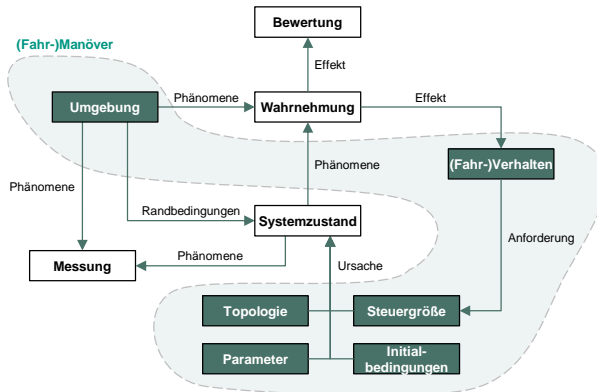 Bewertung
(Fahr-)Manöver
Effekt
Umgebung
Phänomene
Wahrnehmung
Effekt
Phänomene
(Fahr-)Verhalten
Phänomene
Randbedingungen
Systemzustand
Anforderung
Messung
Phänomene
Ursache
Topologie
Steuergröße
Parameter
Initial-
bedingungen